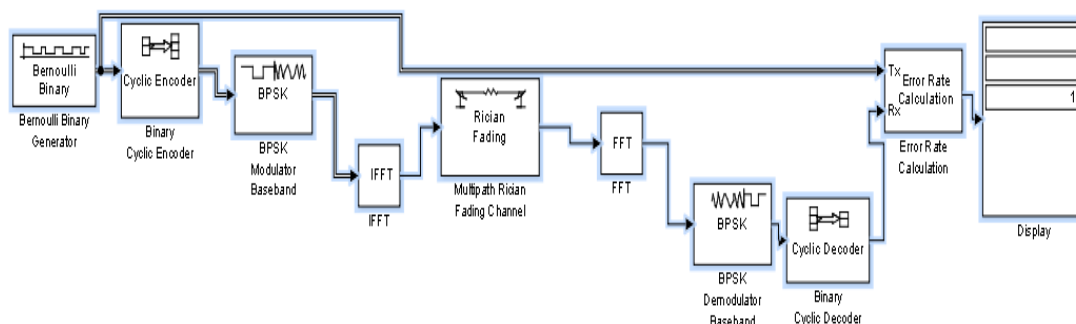 Bernoulli
Binary
Bernoulli Binary
Generator
Cyclic Encoder
Binary
Cyclic Encoder
BPSK
BPSK
Modulator
Baseband
IFFT
IFFT
Rician
Fading
Multipath Rician
Fading Channel
FFT
FFT
BPSK
BPSK
Demodulator
Baseband
Cyclic Decoder
Binary
Cyclic Decoder
Tx
Error Rate
Calculation
Rx
Error Rate
Calculation
1
Display